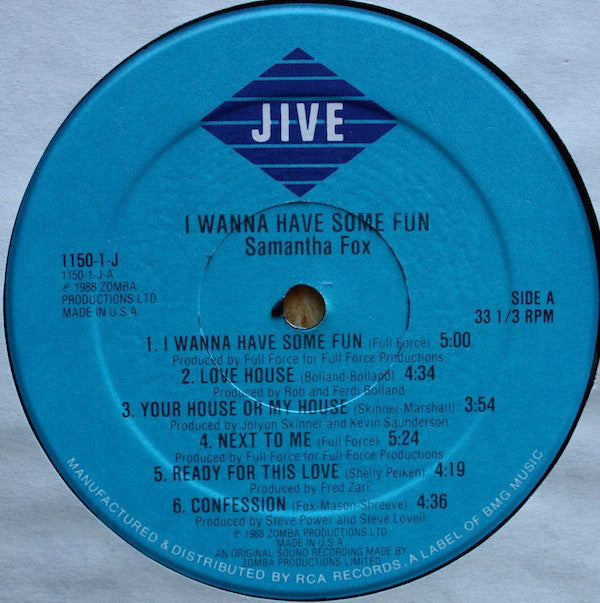 JIVE
I WANNA HAVE SOME FUN
Samantha Fox
1150-1-J
1150-1-J-A
℗ 1988 ZOMBA
PRODUCTIONS LTD
MADE IN U.S.A.
SIDE A
33 1/3 RPM
1. I WANNA HAVE SOME FUN (Full Force) 5:00
Produced by Full Force for Full Force Productions
2. LOVE HOUSE (Bolland-Bolland) 4:34
Produced by Rob and Ferdi Bolland
3. YOUR HOUSE OR MY HOUSE (Skinner-Marshall) 3:54
Produced by Jolyon Skinner and Kevin Saunderson
4. NEXT TO ME (Full Force) 5:24
Produced by Full Force for Full Force Productions
5. READY FOR THIS LOVE (Shelly Peiken) 4:19
Produced by Fred Zarr
6. CONFESSION (Fox-Mason-Shreeve) 4:36
Produced by Steve Power and Steve Lovell
℗ 1988 ZOMBA PRODUCTIONS LTD
MADE IN U.S.A.
AN ORIGINAL SOUND RECORDING MADE BY
ZOMBA PRODUCTIONS LIMITED
MANUFACTURED & DISTRIBUTED BY RCA RECORDS. A LABEL OF BMG MUSIC